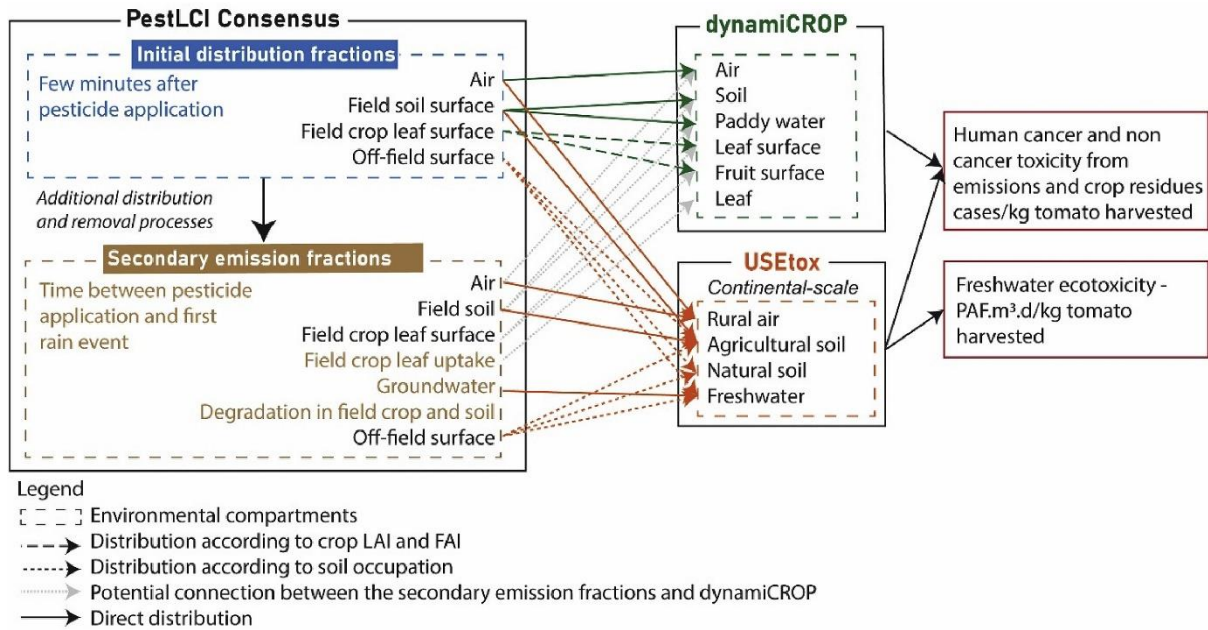 PestLCI Consensus
Initial distribution fractions
Few minutes after
pesticide application
Air
Field soil surface
Field crop leaf surface
Off-field surface
Additional distribution
and removal processes
Secondary emission fractions
Time between pesticide
application and first
rain event
Air
Field soil
Field crop leaf surface
Field crop leaf uptake
Groundwater
Degradation in field crop and soil
Off-field surface
dynamiCROP
Air
Soil
Paddy water
Leaf surface
Fruit surface
Leaf
USEtox
Continental-scale
Rural air
Agricultural soil
Natural soil
Freshwater
Human cancer and non
cancer toxicity from
emissions and crop residues
cases/kg tomato harvested
Freshwater ecotoxicity -
PAF.m³.d/kg tomato
harvested
Legend
Environmental compartments
Distribution according to crop LAI and FAI
Distribution according to soil occupation
Potential connection between the secondary emission fractions and dynamiCROP
Direct distribution